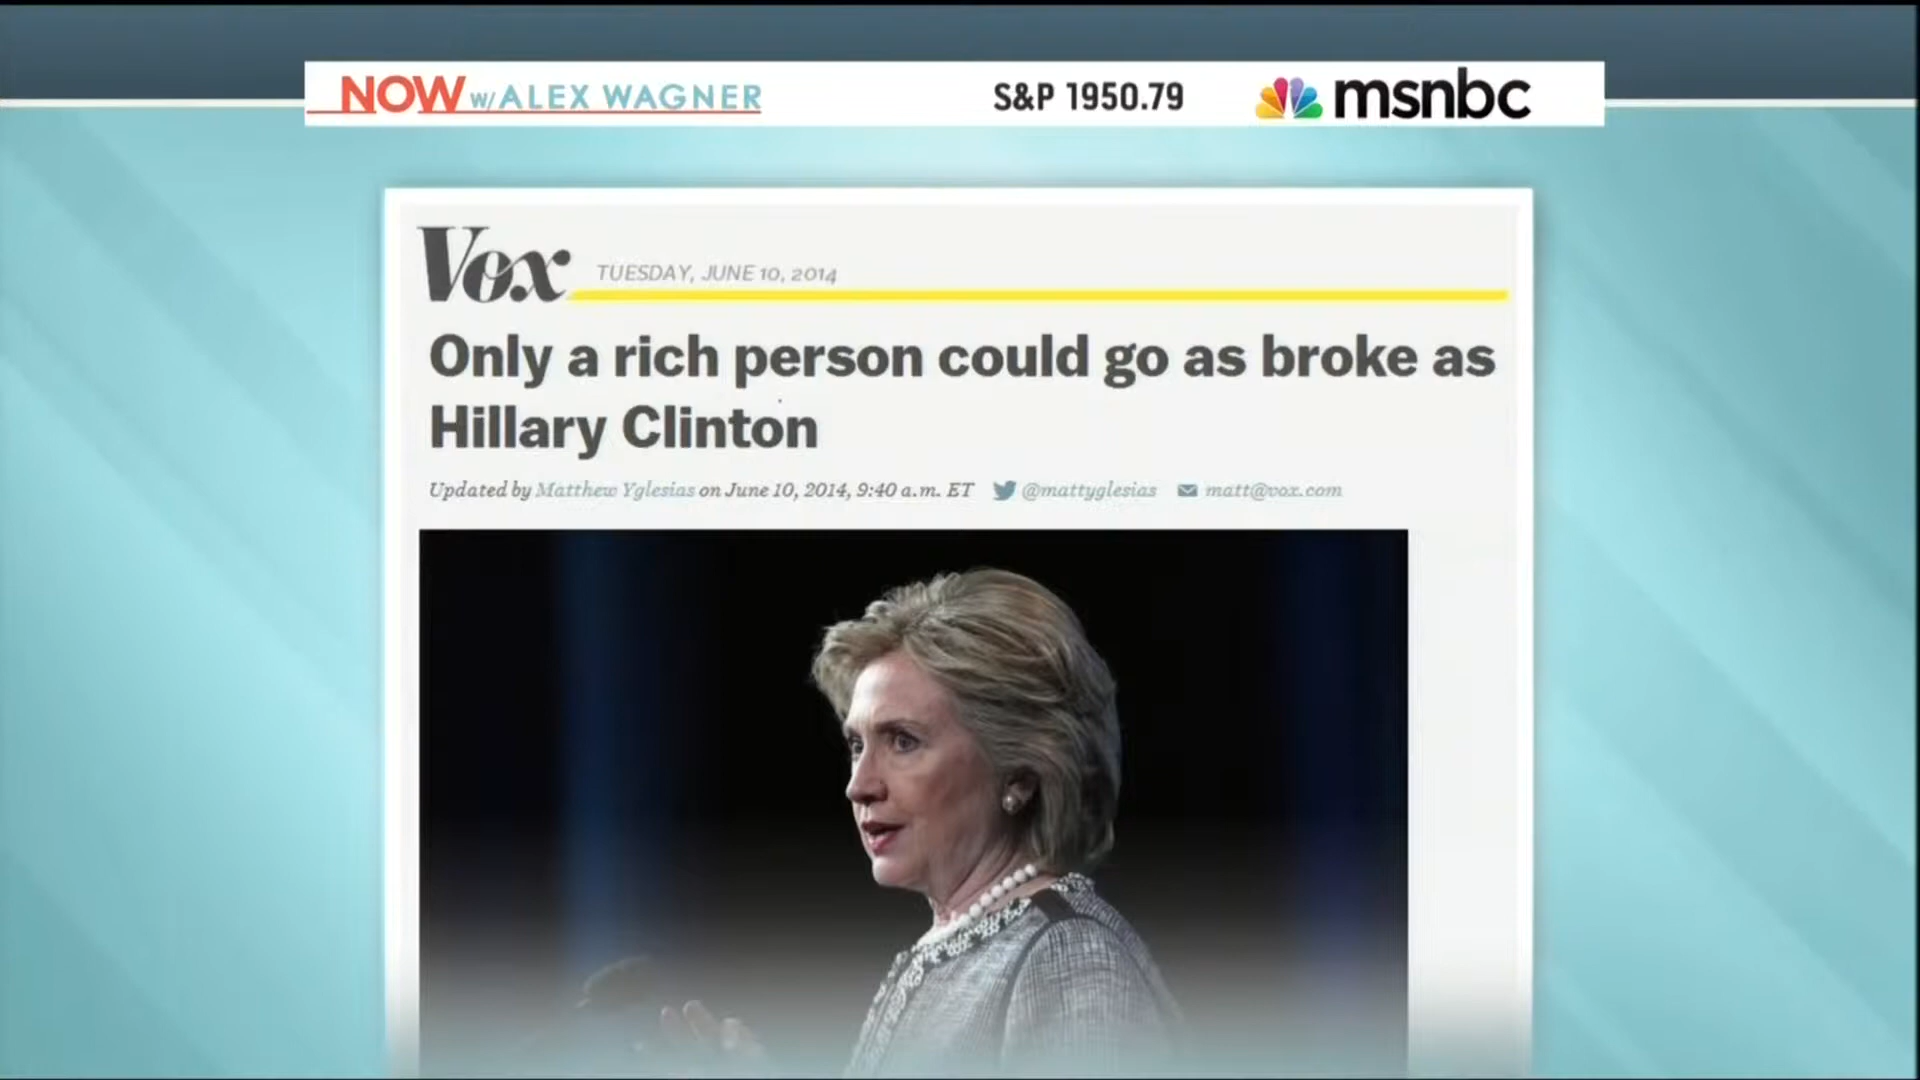 NOW w/ALEX WAGNER
S&P 1950.79
msnbc
Vox
TUESDAY, JUNE 10, 2014
Only a rich person could go as broke as
Hillary Clinton
Updated by Matthew Yglesias on June 10, 2014, 9:40 a.m. ET @mattyglesias matt@vox.com